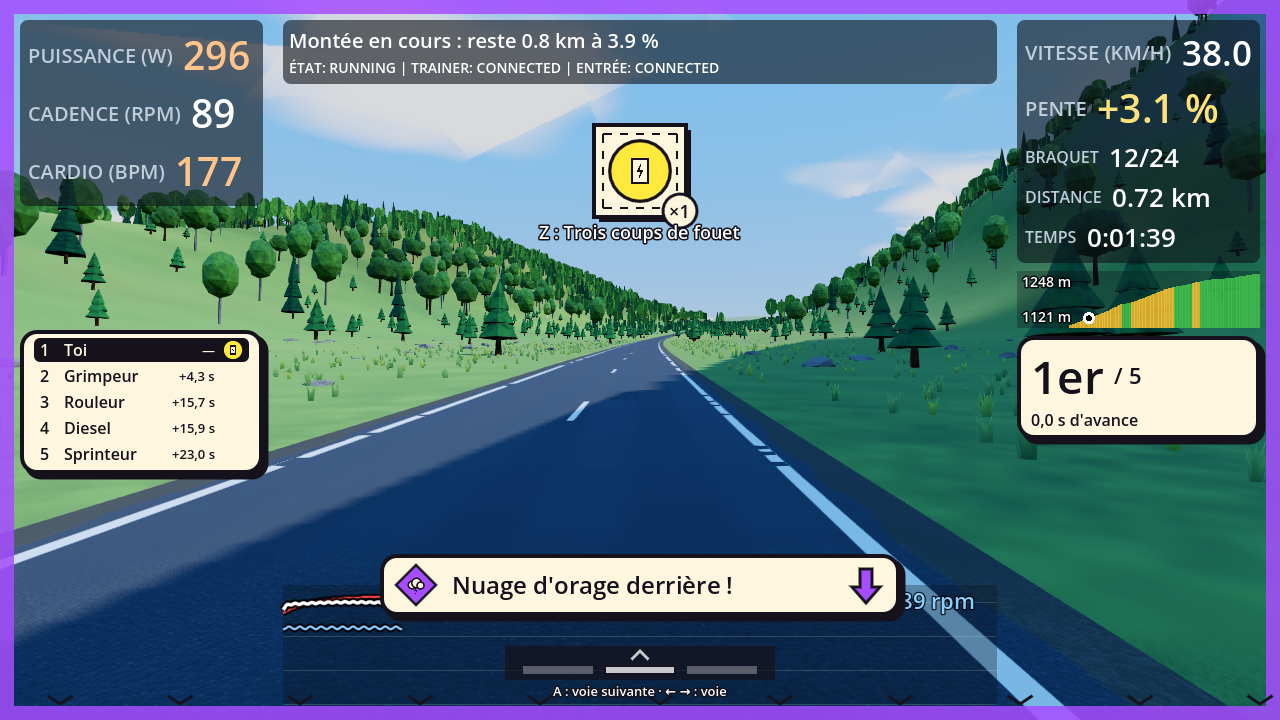 PUISSANCE (W) 296
CADENCE (RPM) 89
CARDIO (BPM) 177
Montée en cours : reste 0.8 km à 3.9 %
ÉTAT: RUNNING | TRAINER: CONNECTED | ENTRÉE: CONNECTED
VITESSE (KM/H) 38.0
PENTE +3.1 %
BRAQUET 12/24
DISTANCE 0.72 km
TEMPS 0:01:39
×1
Z : Trois coups de fouet
1248 m
1121 m
1 Toi —
2 Grimpeur +4,3 s
3 Rouleur +15,7 s
4 Diesel +15,9 s
5 Sprinteur +23,0 s
1er / 5
0,0 s d'avance
Nuage d'orage derrière !
89 rpm
A : voie suivante · ← → : voie